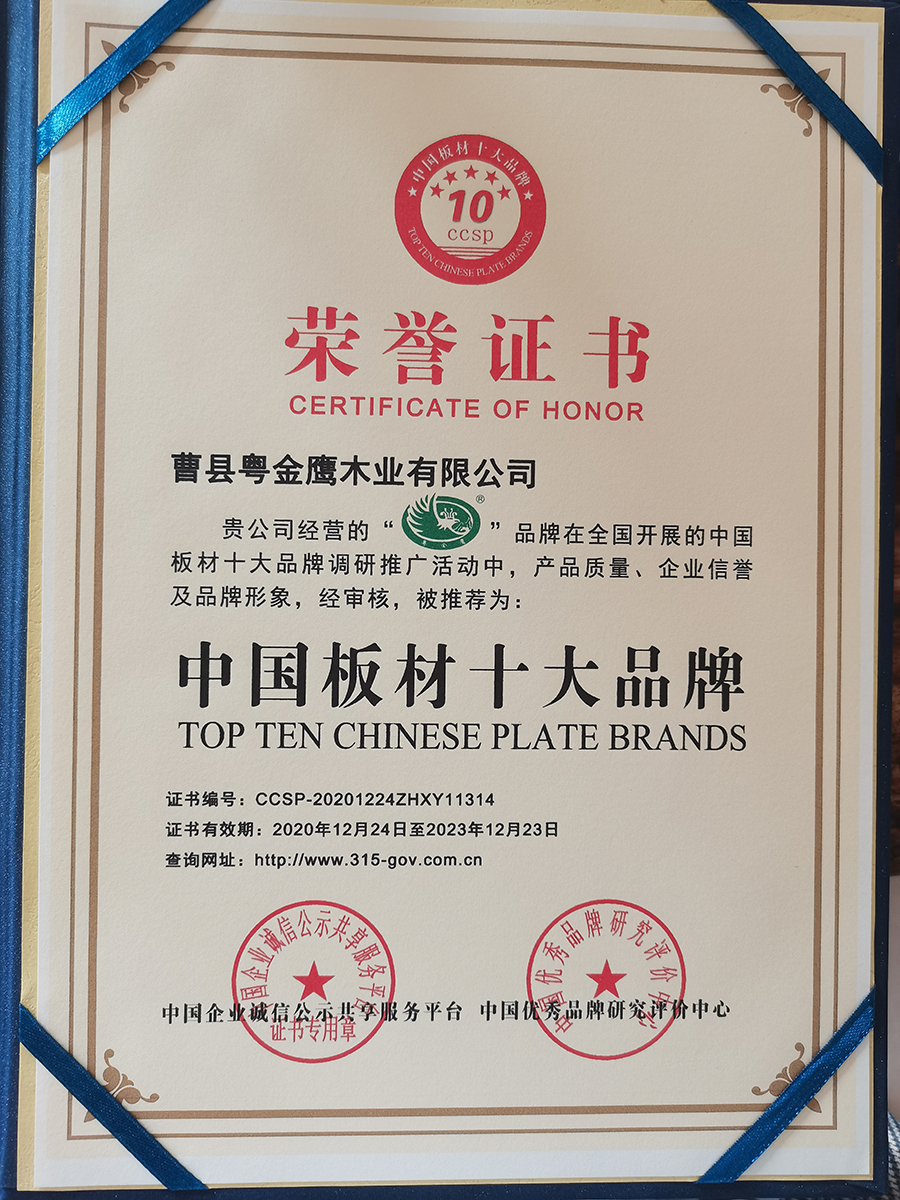 中国板材十大品牌
10
ccsp
TOP TEN CHINESE PLATE BRANDS
荣誉证书
CERTIFICATE OF HONOR
曹县粤金鹰木业有限公司
贵公司经营的“ 粤金鹰 ® ”品牌在全国开展的中国
板材十大品牌调研推广活动中，产品质量、企业信誉
及品牌形象，经审核，被推荐为：
中国板材十大品牌
TOP TEN CHINESE PLATE BRANDS
证书编号：CCSP-20201224ZHXY11314
证书有效期：2020年12月24日至2023年12月23日
查询网址：http://www.315-gov.com.cn
中国企业诚信公示共享服务平台
证书专用章
中国优秀品牌研究评价中心
中国企业诚信公示共享服务平台 中国优秀品牌研究评价中心